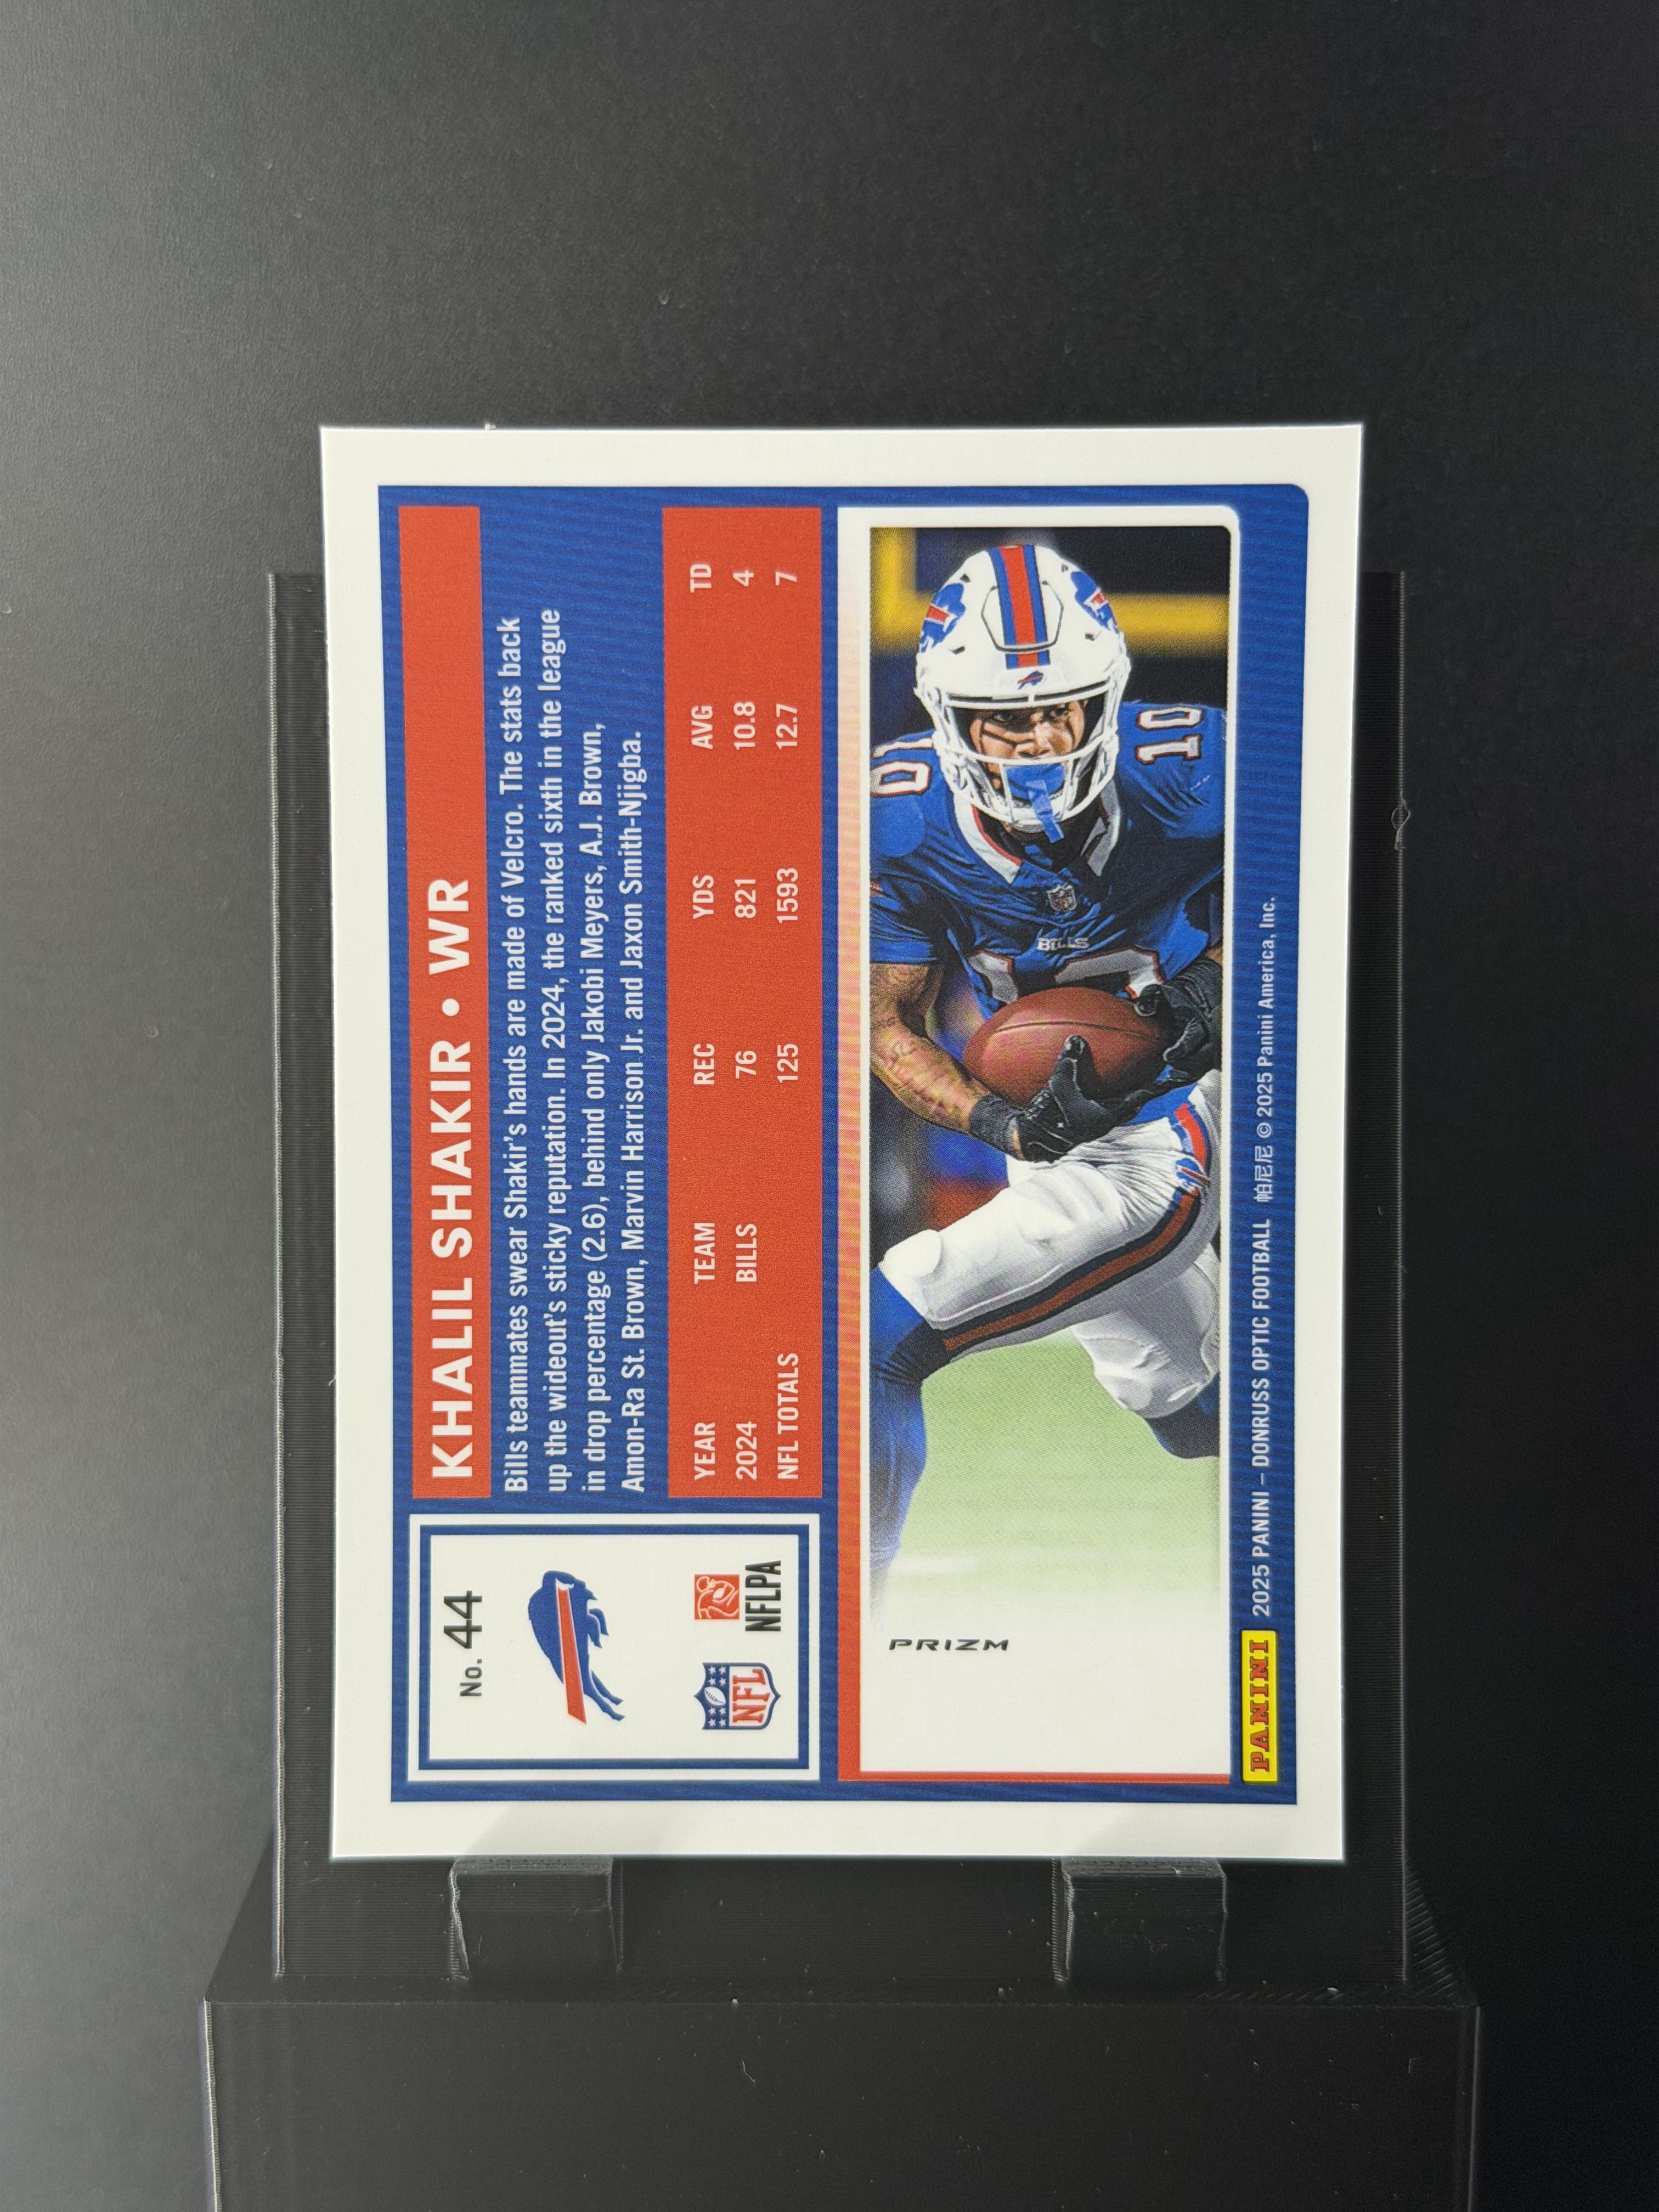 No. 44
NFL
NFLPA
KHALIL SHAKIR • WR
Bills teammates swear Shakir's hands are made of Velcro. The stats back
up the wideout's sticky reputation. In 2024, the ranked sixth in the league
in drop percentage (2.6), behind only Jakobi Meyers, A.J. Brown,
Amon-Ra St. Brown, Marvin Harrison Jr. and Jaxon Smith-Njigba.
YEAR TEAM REC YDS AVG TD
2024 BILLS 76 821 10.8 4
NFL TOTALS 125 1593 12.7 7
PRIZM
10
10
BILLS
PANINI 2025 PANINI – DONRUSS OPTIC FOOTBALL 帕尼尼 © 2025 Panini America, Inc.